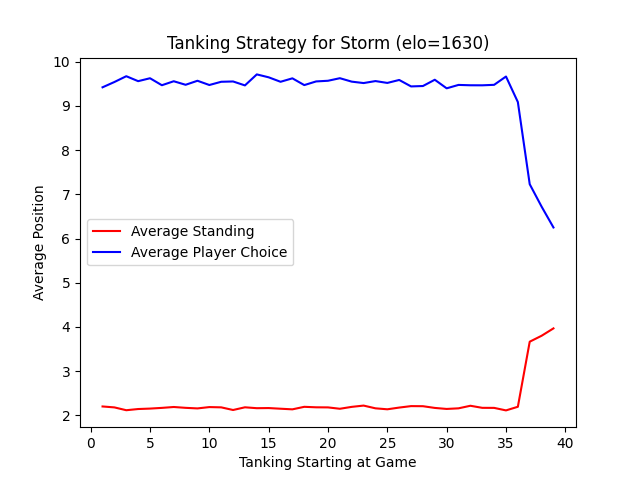 Tanking Strategy for Storm (elo=1630)
10
9
8
7
6
5
4
3
2
Average Position
Average Standing
Average Player Choice
0 5 10 15 20 25 30 35 40
Tanking Starting at Game